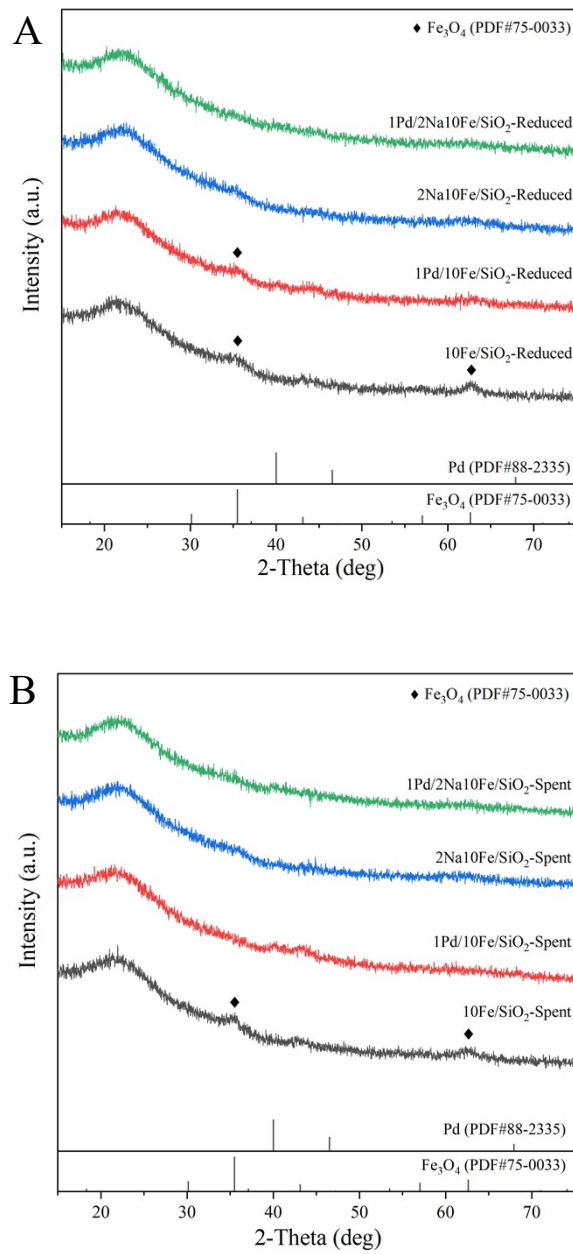 A
◆ Fe₃O₄ (PDF#75-0033)
1Pd/2Na10Fe/SiO₂-Reduced
2Na10Fe/SiO₂-Reduced
1Pd/10Fe/SiO₂-Reduced
10Fe/SiO₂-Reduced
Pd (PDF#88-2335)
Fe₃O₄ (PDF#75-0033)
Intensity (a.u.)
20 30 40 50 60 70
2-Theta (deg)
B
◆ Fe₃O₄ (PDF#75-0033)
1Pd/2Na10Fe/SiO₂-Spent
2Na10Fe/SiO₂-Spent
1Pd/10Fe/SiO₂-Spent
10Fe/SiO₂-Spent
Pd (PDF#88-2335)
Fe₃O₄ (PDF#75-0033)
Intensity (a.u.)
20 30 40 50 60 70
2-Theta (deg)